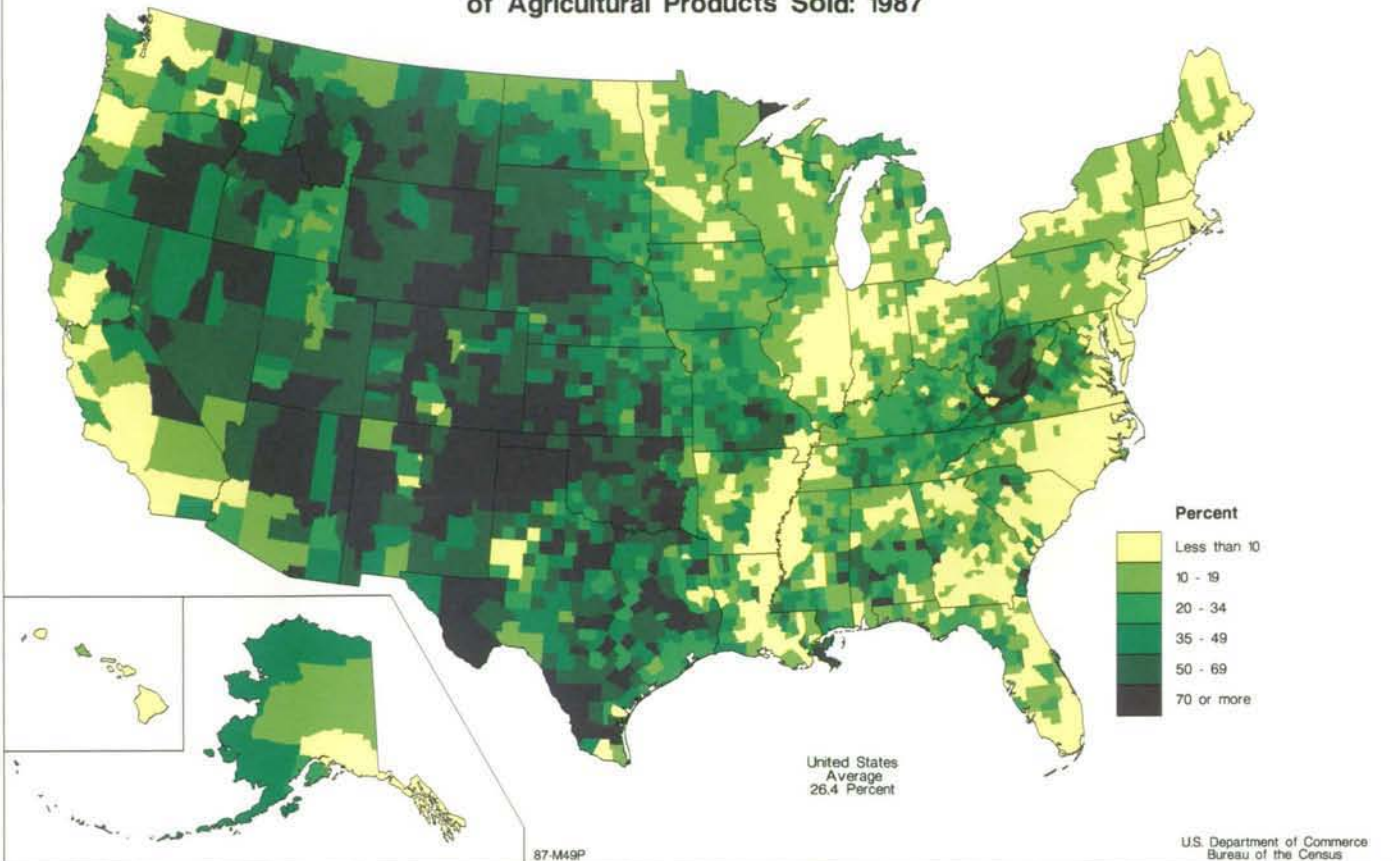 of Agricultural Products Sold: 1987
Percent
Less than 10
10 - 19
20 - 34
35 - 49
50 - 69
70 or more
United States
Average
26.4 Percent
87-M49P
U.S. Department of Commerce
Bureau of the Census